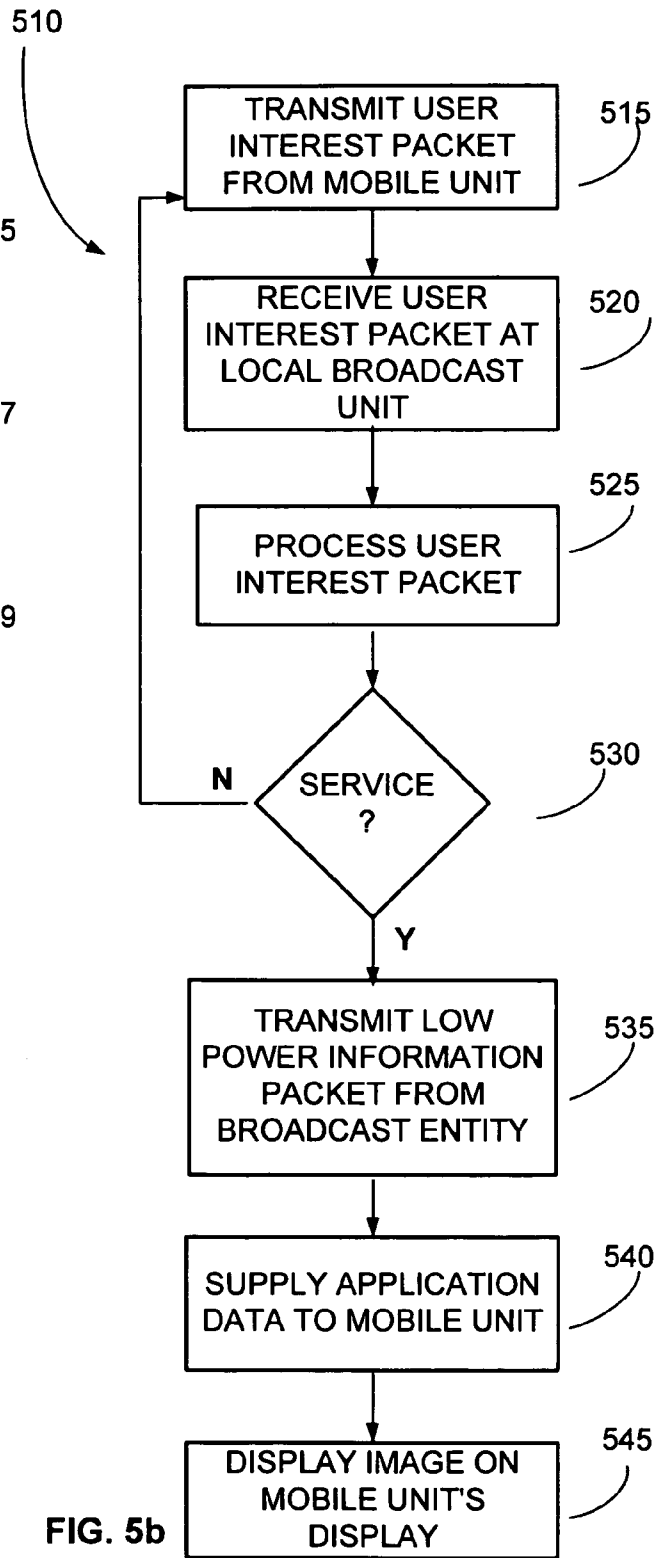 510
TRANSMIT USER
INTEREST PACKET
FROM MOBILE UNIT
515
5
RECEIVE USER
INTEREST PACKET AT
LOCAL BROADCAST
UNIT
520
7
525
PROCESS USER
INTEREST PACKET
9
N
SERVICE
?
530
Y
TRANSMIT LOW
POWER INFORMATION
PACKET FROM
BROADCAST ENTITY
535
SUPPLY APPLICATION
DATA TO MOBILE UNIT
540
DISPLAY IMAGE ON
MOBILE UNIT'S
DISPLAY
545
FIG. 5b